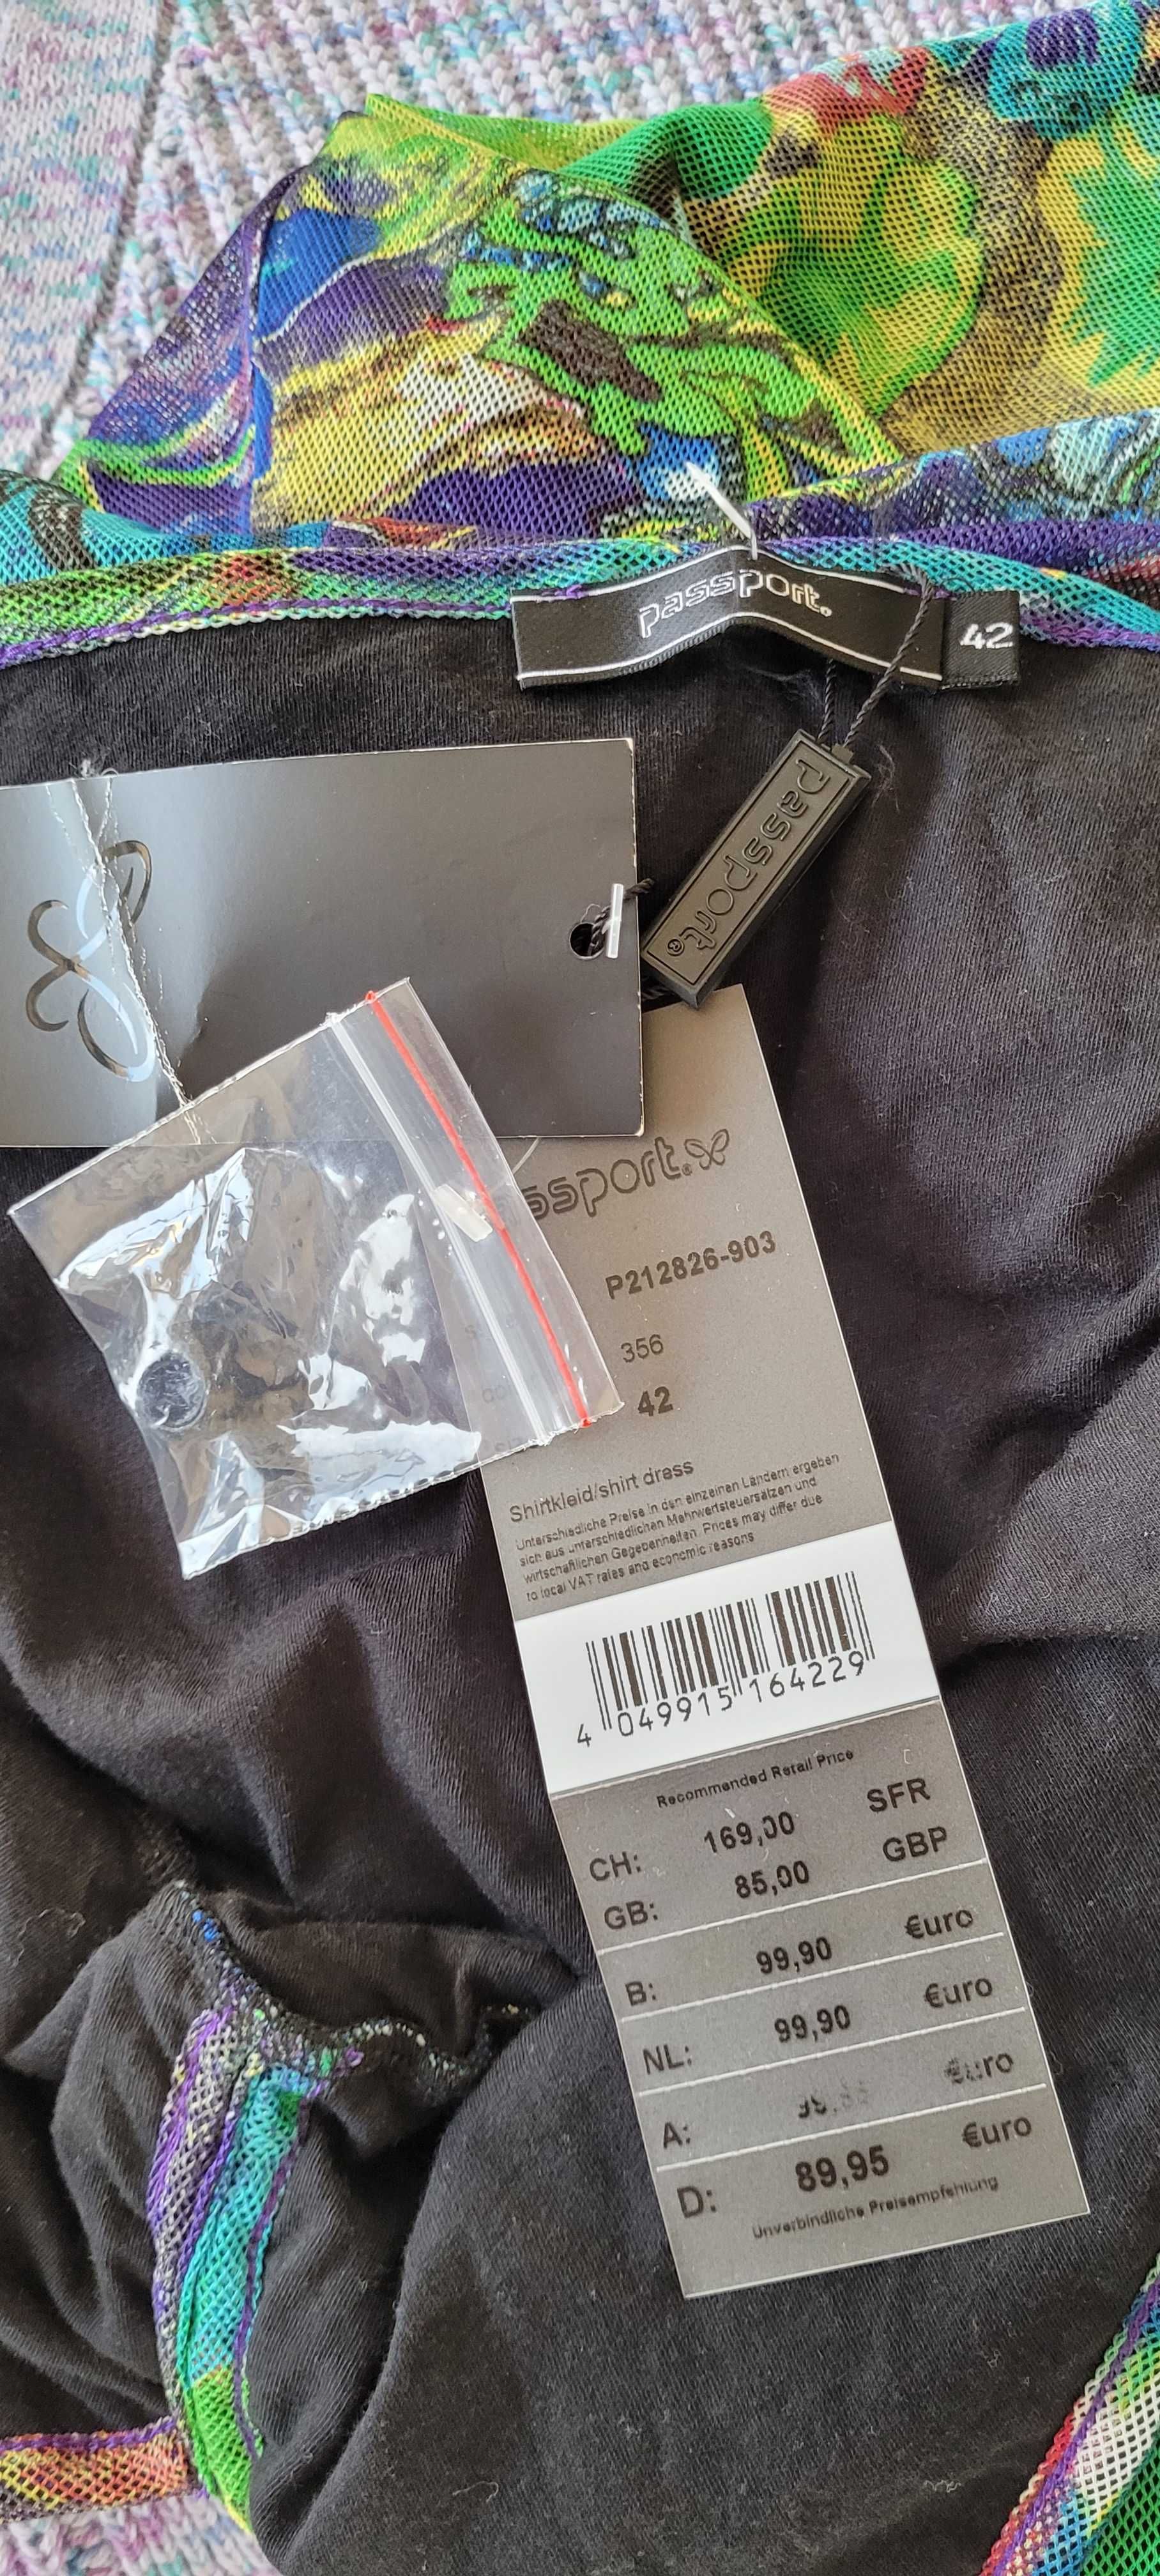 passport.
42
passport®
ssport.®
P212826-903
356
42
Shirtkleid/shirt dress
Unterschiedliche Preise in den einzelnen Ländern ergeben
sich aus unterschiedlichen Mehrwertsteuersätzen und
wirtschaftlichen Gegebenheiten. Prices may differ due
to local VAT rates and economic reasons
4 049915 164229
Recommended Retail Price
CH: 169,00 SFR
GB: 85,00 GBP
B: 99,90 €uro
NL: 99,90 €uro
A: €uro
D: 89,95 €uro
Unverbindliche Preisempfehlung